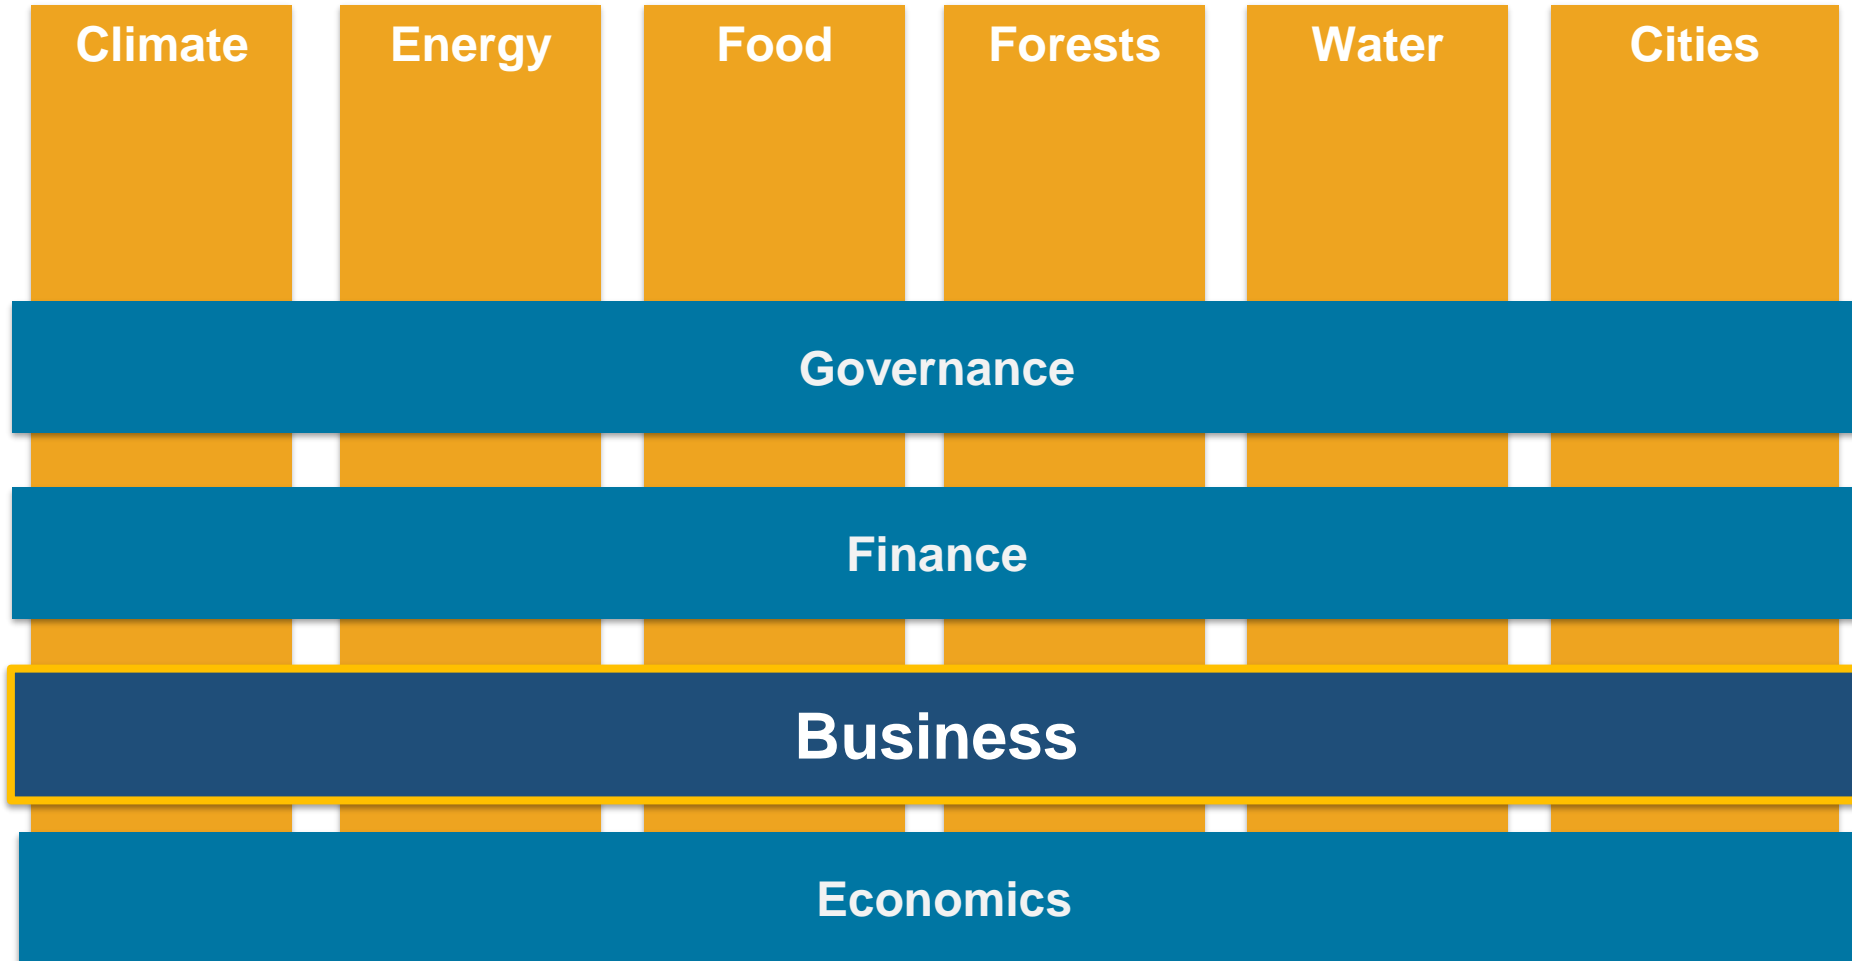 Climate
Energy
Food
Forests
Water
Cities
Governance
Finance
Business
Economics